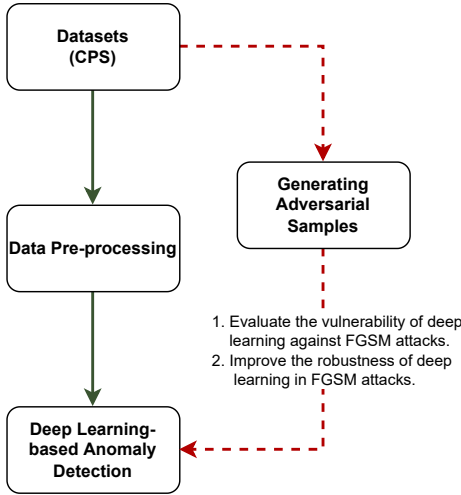 Datasets
(CPS)
Generating
Adversarial
Samples
Data Pre-processing
1. Evaluate the vulnerability of deep
learning against FGSM attacks.
2. Improve the robustness of deep
learning in FGSM attacks.
Deep Learning-
based Anomaly
Detection